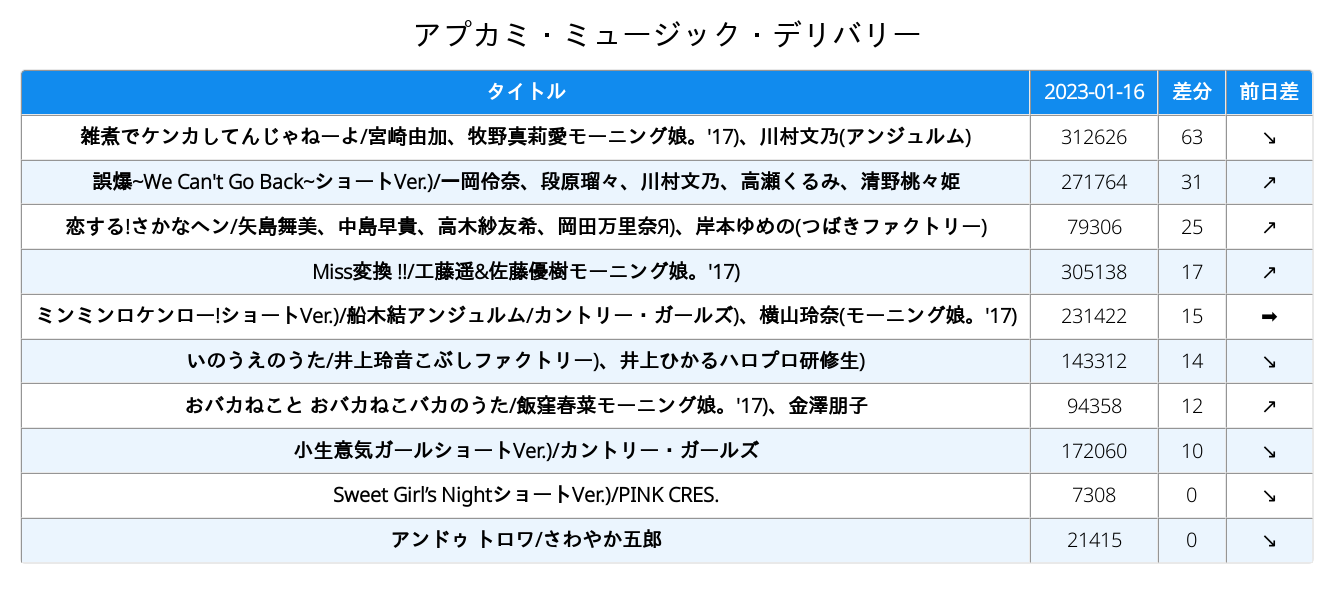 アプカミ・ミュージック・デリバリー
タイトル 2023-01-16 差分 前日差
雑煮でケンカしてんじゃねーよ/宮崎由加、牧野真莉愛モーニング娘。'17)、川村文乃(アンジュルム) 312626 63 ↘
誤爆~We Can't Go Back~ショートVer.)/一岡伶奈、段原瑠々、川村文乃、高瀬くるみ、清野桃々姫 271764 31 ↗
恋する!さかなヘン/矢島舞美、中島早貴、高木紗友希、岡田万里奈Я)、岸本ゆめの(つばきファクトリー) 79306 25 ↗
Miss変換 !!/工藤遥&佐藤優樹モーニング娘。'17) 305138 17 ↗
ミンミンロケンロー!ショートVer.)/船木結アンジュルム/カントリー・ガールズ)、横山玲奈(モーニング娘。'17) 231422 15 ➡
いのうえのうた/井上玲音こぶしファクトリー)、井上ひかるハロプロ研修生) 143312 14 ↘
おバカねこと おバカねこバカのうた/飯窪春菜モーニング娘。'17)、金澤朋子 94358 12 ↗
小生意気ガールショートVer.)/カントリー・ガールズ 172060 10 ↘
Sweet Girl’s NightショートVer.)/PINK CRES. 7308 0 ↘
アンドゥ トロワ/さわやか五郎 21415 0 ↘